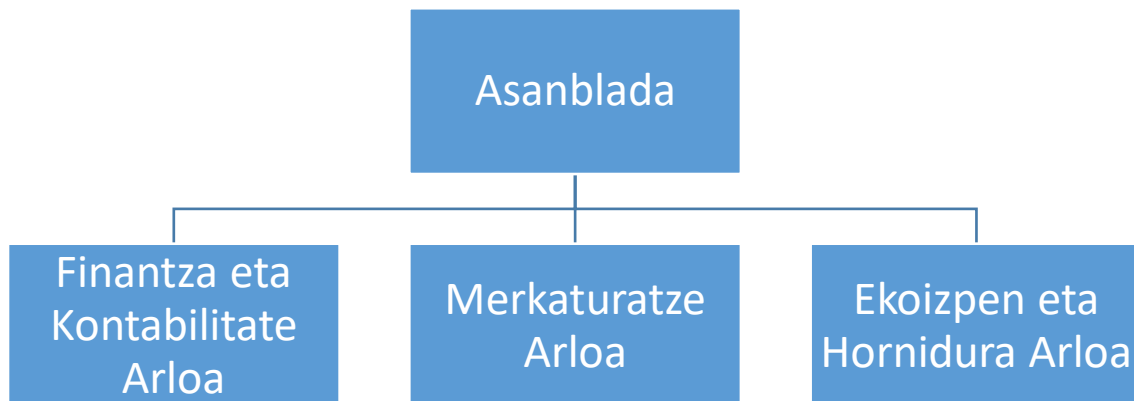 Asanblada
Finantza eta
Kontabilitate
Arloa
Merkaturatze
Arloa
Ekoizpen eta
Hornidura Arloa